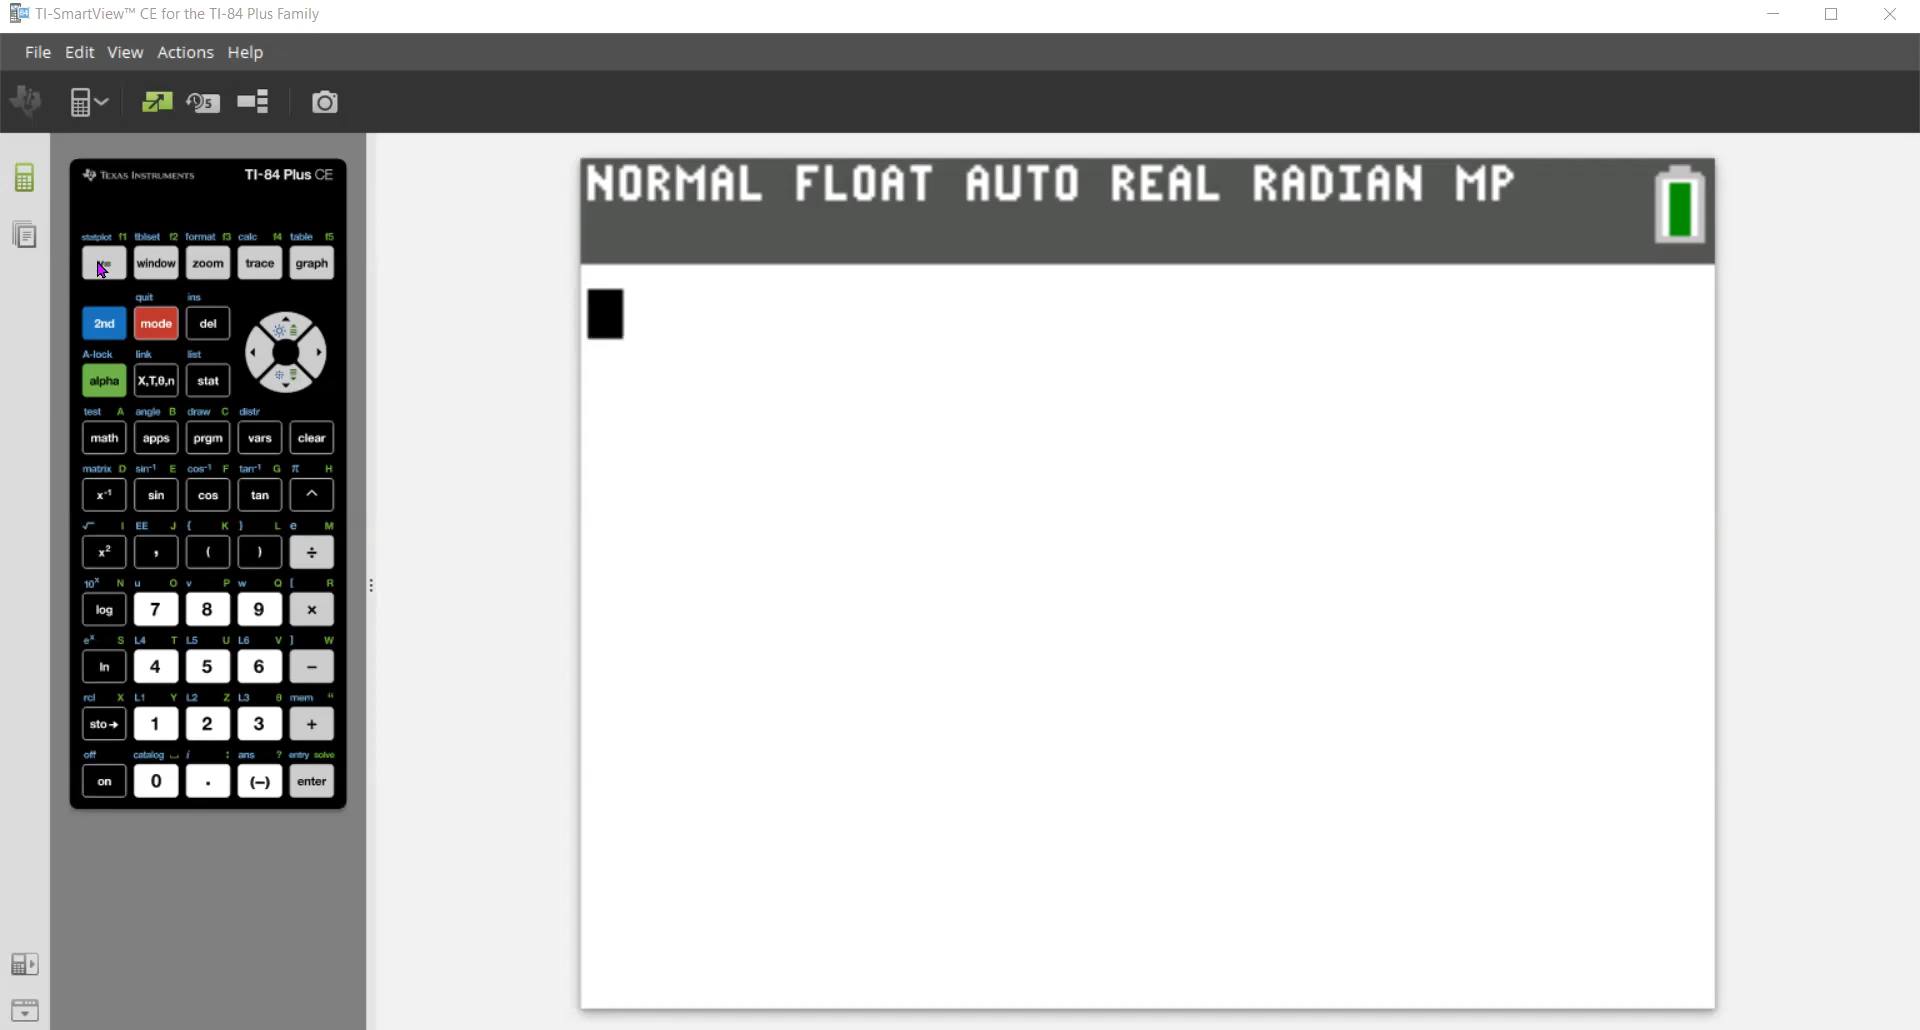 TI-SmartView™ CE for the TI-84 Plus Family
File Edit View Actions Help
5
TEXAS INSTRUMENTS TI-84 Plus CE
NORMAL FLOAT AUTO REAL RADIAN MP
statplot f1 tblset f2 format f3 calc f4 table f5
window zoom trace graph
quit ins
2nd mode del
A-lock link list
alpha X,T,θ,n stat
test A angle B draw C distr
math apps prgm vars clear
matrix D sin⁻¹ E cos⁻¹ F tan⁻¹ G π H
x⁻¹ sin cos tan ^
√ I EE J { K } L e M
x² , ( ) ÷
10ˣ N u O v P w Q [ R
log 7 8 9 ×
eˣ S L4 T L5 U L6 V ] W
ln 4 5 6 −
rcl X L1 Y L2 Z L3 θ mem “
sto→ 1 2 3 +
off catalog ⎵ i : ans ? entry solve
on 0 . (−) enter